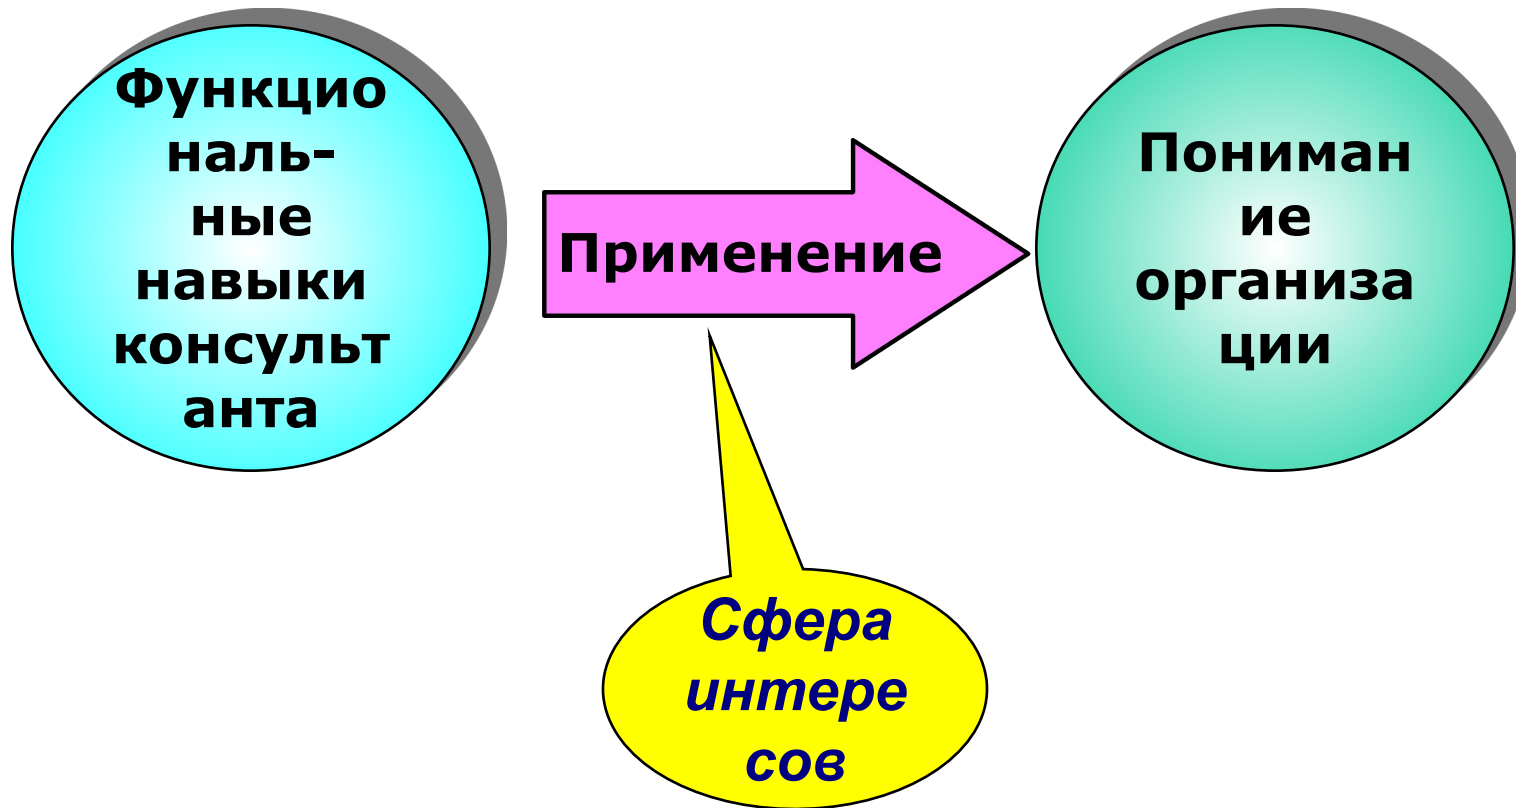 Функцио
наль-
ные
навыки
консульт
анта
Применение
Пониман
ие
организа
ции
Сфера
интере
сов